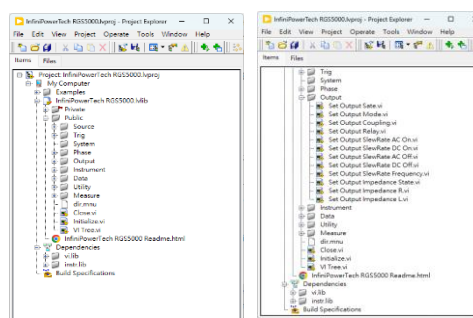 InfiniPowerTech RGS5000.lvproj - Project Explorer
File Edit View Project Operate Tools Window Help
Items Files
Project: InfiniPowerTech RGS5000.lvproj
My Computer
Examples
InfiniPowerTech RGS5000.lvlib
Private
Public
Source
Trig
System
Phase
Output
Instrument
Data
Utility
Measure
dir.mnu
Close.vi
Initialize.vi
VI Tree.vi
InfiniPowerTech RGS5000 Readme.html
Dependencies
vi.lib
instr.lib
Build Specifications
InfiniPowerTech RGS5000.lvproj - Project Explorer
File Edit View Project Operate Tools Window Help
Items Files
Trig
System
Phase
Output
Set Output Sate.vi
Set Output Mode.vi
Set Output Coupling.vi
Set Output Relay.vi
Set Output SlewRate AC On.vi
Set Output SlewRate DC On.vi
Set Output SlewRate AC Off.vi
Set Output SlewRate DC Off.vi
Set Output SlewRate Frequency.vi
Set Output Impedance State.vi
Set Output Impedance R.vi
Set Output Impedance L.vi
Instrument
Data
Utility
Measure
dir.mnu
Close.vi
Initialize.vi
VI Tree.vi
InfiniPowerTech RGS5000 Readme.html
Dependencies
vi.lib
instr.lib
Build Specifications